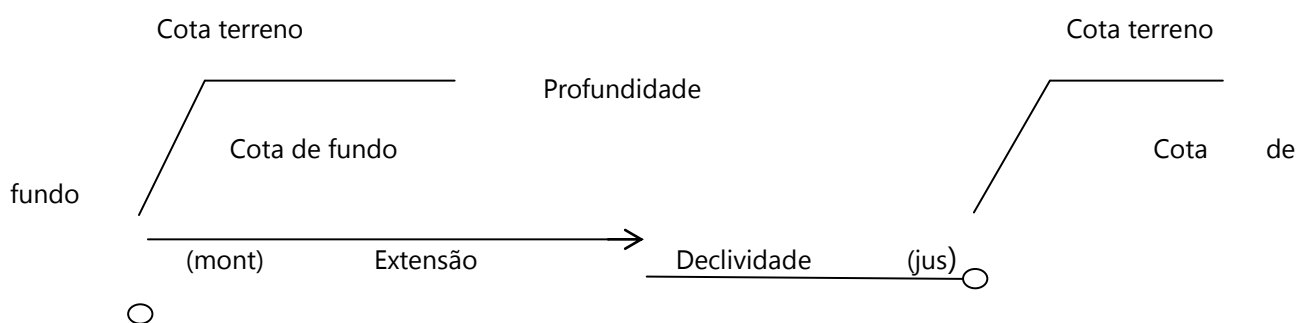 Cota terreno Cota terreno
Profundidade
Cota de fundo Cota de
fundo
(mont) Extensão Declividade (jus)